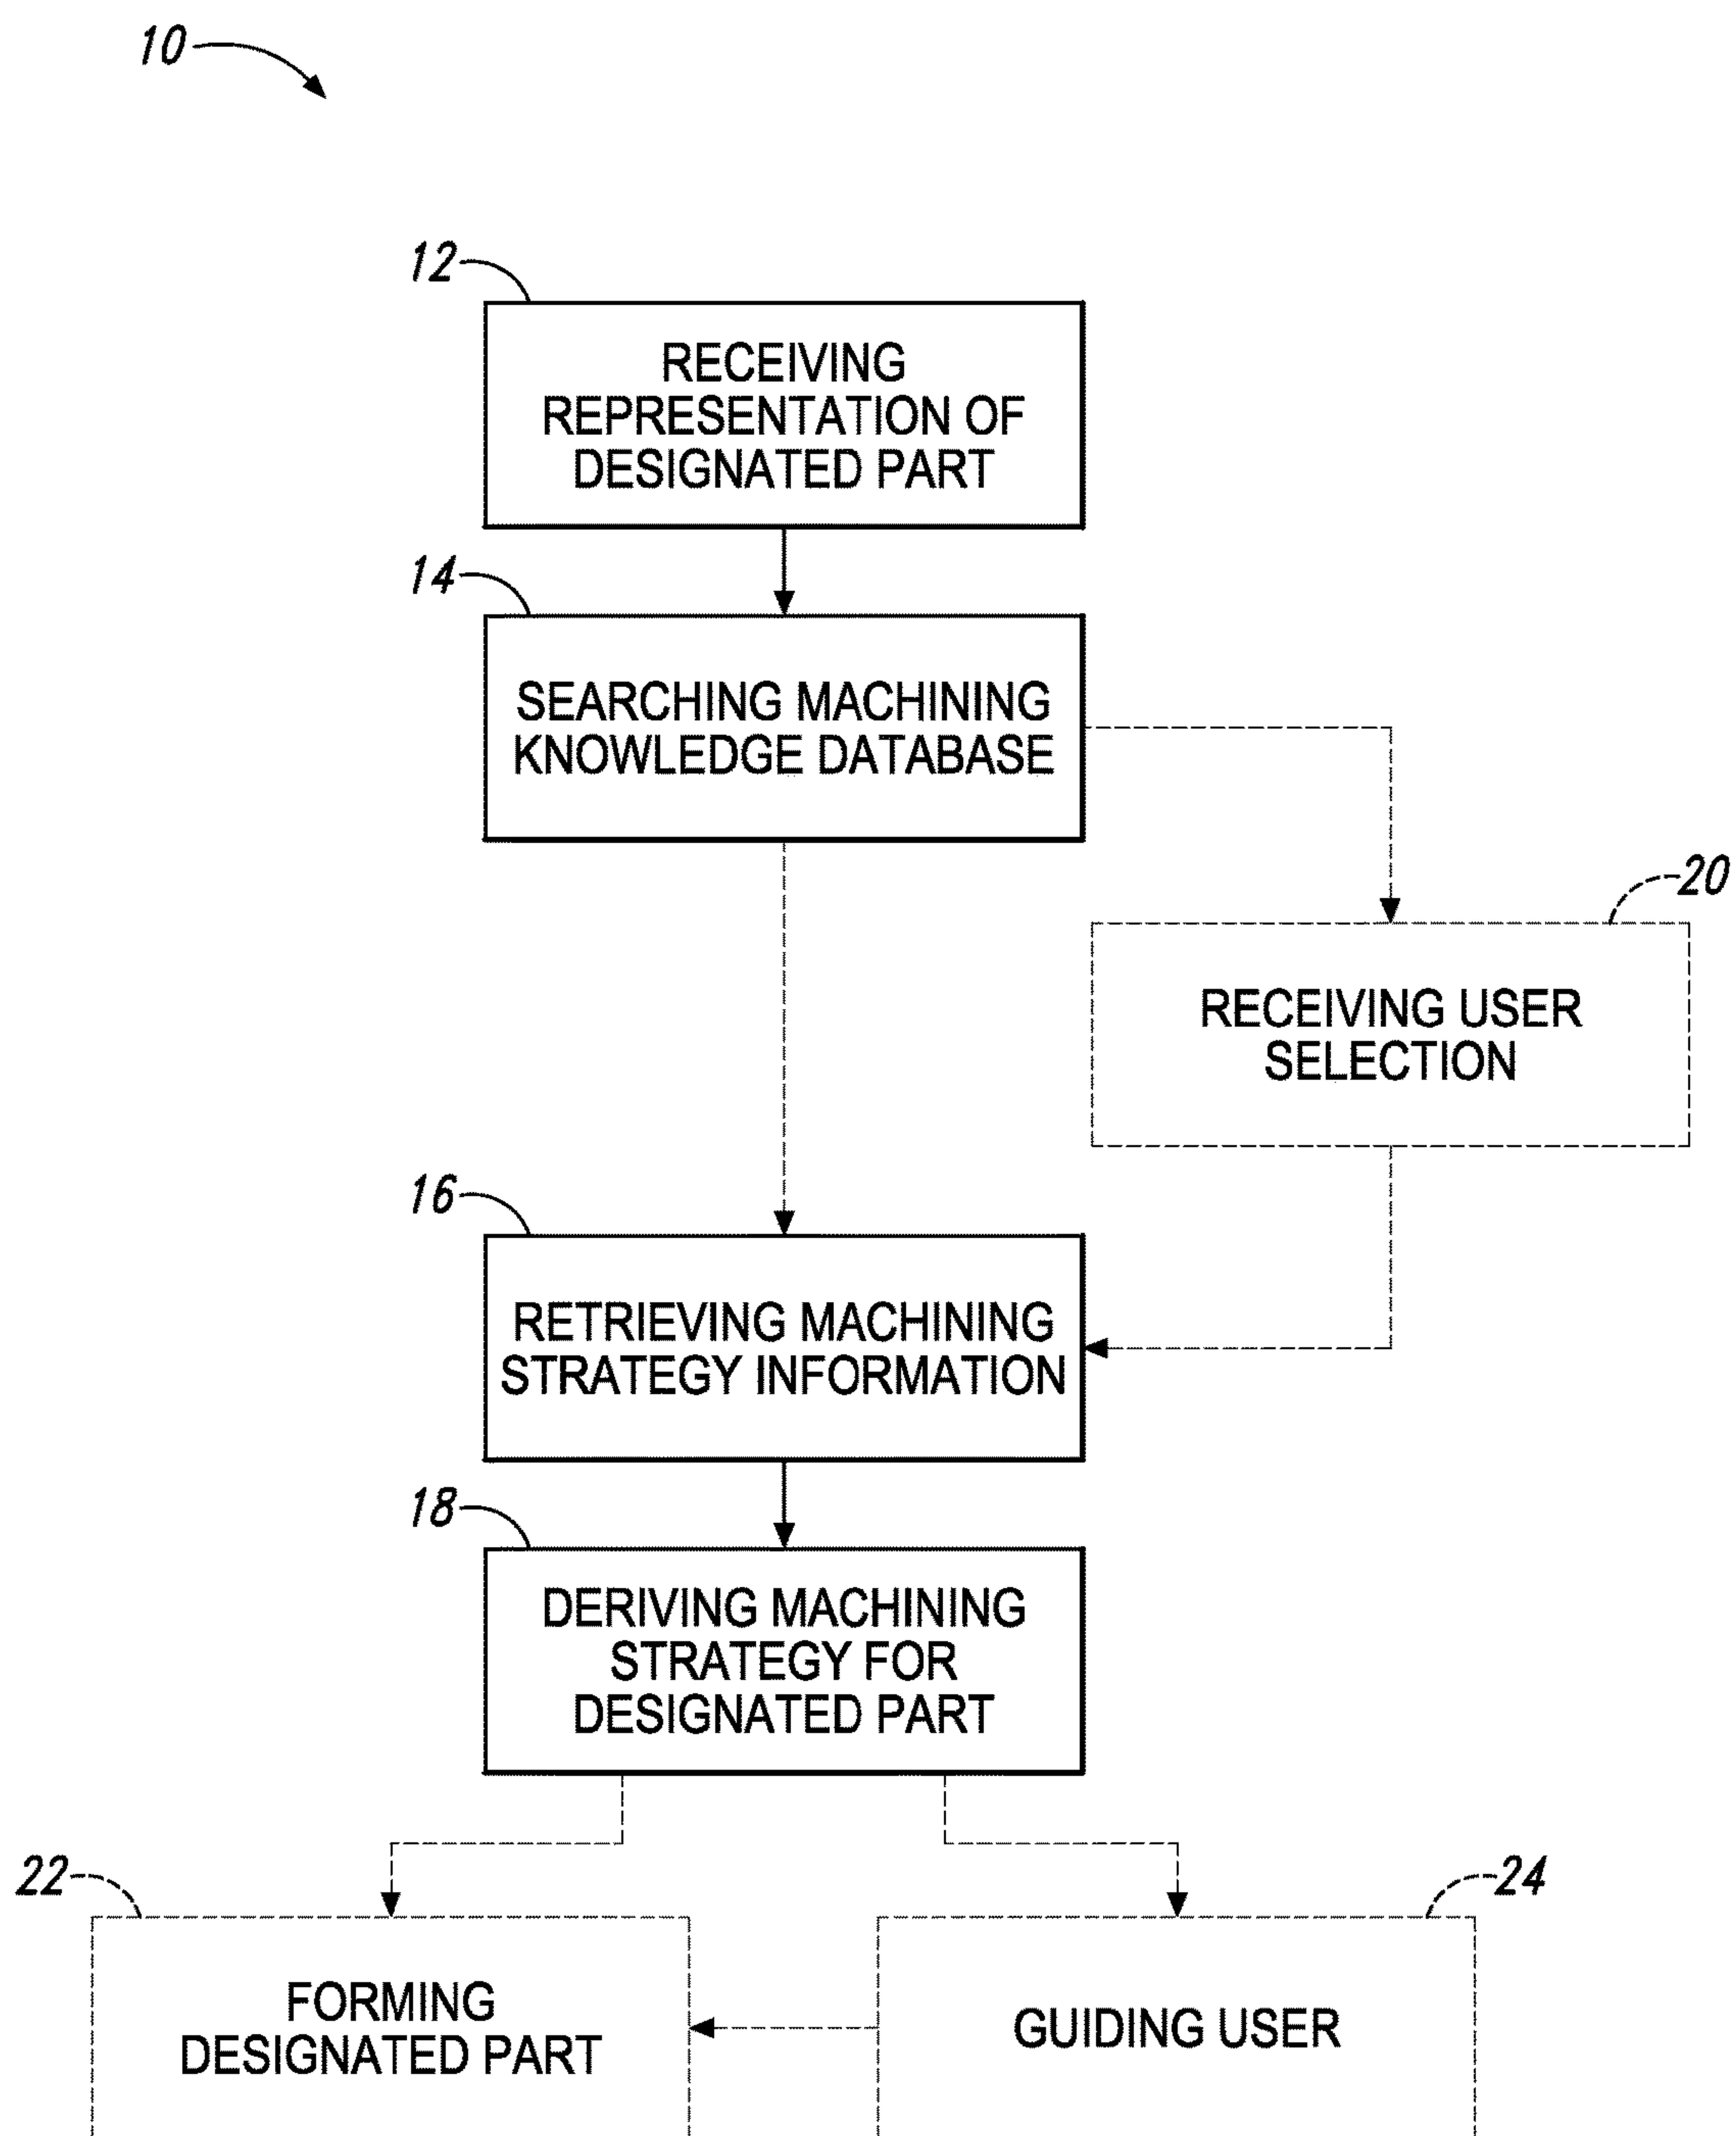 10
12
RECEIVING
REPRESENTATION OF
DESIGNATED PART
14
SEARCHING MACHINING
KNOWLEDGE DATABASE
20
RECEIVING USER
SELECTION
16
RETRIEVING MACHINING
STRATEGY INFORMATION
18
DERIVING MACHINING
STRATEGY FOR
DESIGNATED PART
22
FORMING
DESIGNATED PART
24
GUIDING USER